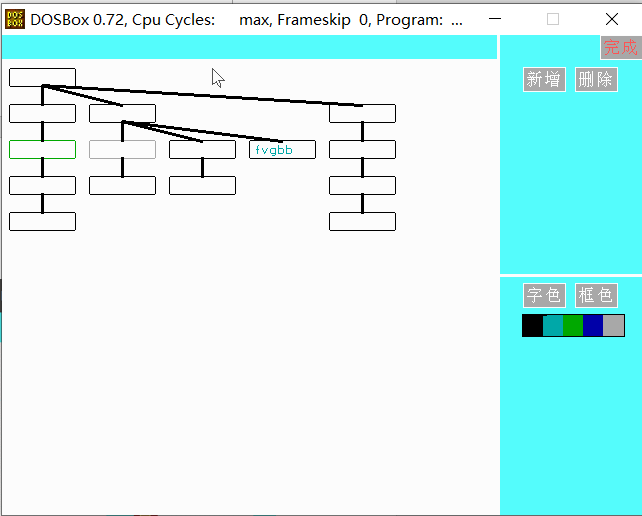 DOSBox 0.72, Cpu Cycles: max, Frameskip 0, Program: ...
完成
新增 删除
fvgbb
字色 框色